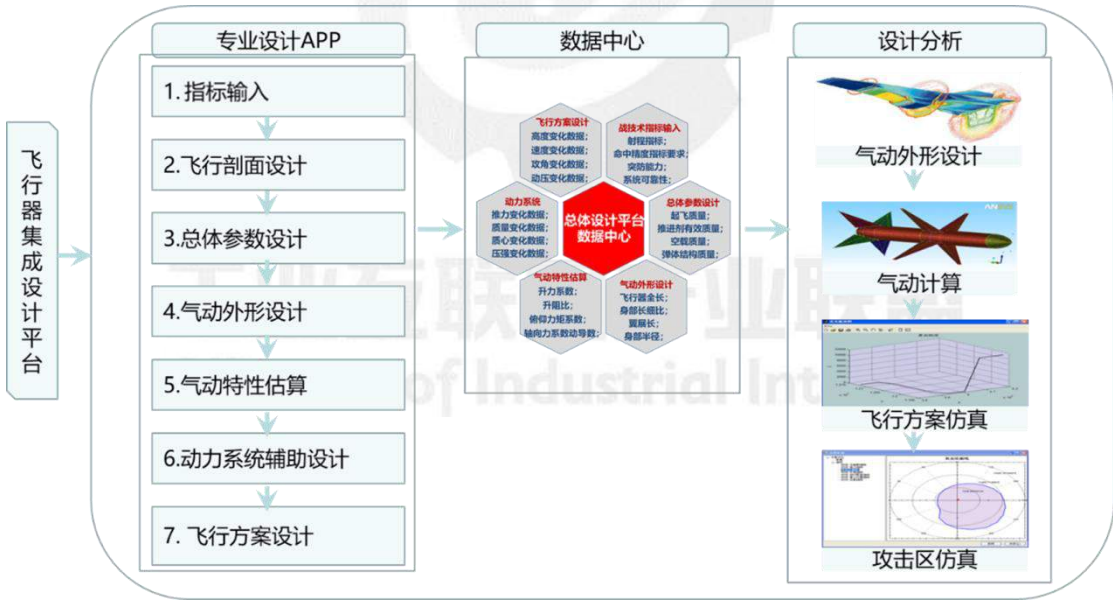 飞行器集成设计平台
专业设计APP
1. 指标输入
2.飞行剖面设计
3.总体参数设计
4.气动外形设计
5.气动特性估算
6.动力系统辅助设计
7. 飞行方案设计
数据中心
飞行方案设计
高度变化数据;
速度变化数据;
攻角变化数据;
动压变化数据;
战技术指标输入
射程指标;
命中精度指标要求;
突防能力;
系统可靠性;
动力系统
推力变化数据;
质量变化数据;
质心变化数据;
压强变化数据;
总体设计平台
数据中心
总体参数设计
起飞质量;
推进剂有效质量;
空载质量;
弹体结构质量;
气动特性估算
升力系数;
升阻比;
俯仰力矩系数;
轴向力系数动导数;
气动外形设计
飞行器全长;
身部长细比;
翼展长;
身部半径;
设计分析
气动外形设计
气动计算
飞行方案仿真
攻击区仿真
of Industrial Int